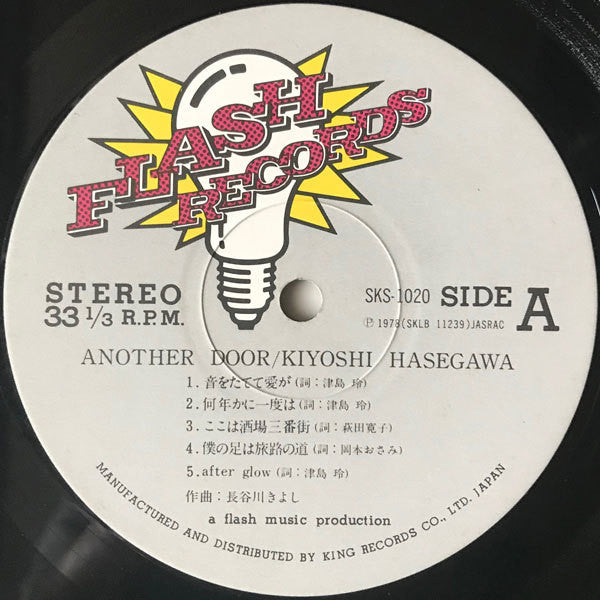 FLASH
RECORDS
STEREO
33 1/3 R.P.M.
SKS-1020 SIDE A
Ⓟ 1978(SKLB 11239)JASRAC
ANOTHER DOOR/KIYOSHI HASEGAWA
1.音をたてて愛が(詞：津島 玲)
2.何年かに一度は(詞：津島 玲)
3.ここは酒場三番街(詞：萩田寛子)
4.僕の足は旅路の道(詞：岡本おさみ)
5.after glow(詞：津島 玲)
作曲：長谷川きよし
a flash music production
MANUFACTURED AND DISTRIBUTED BY KING RECORDS CO., LTD. JAPAN